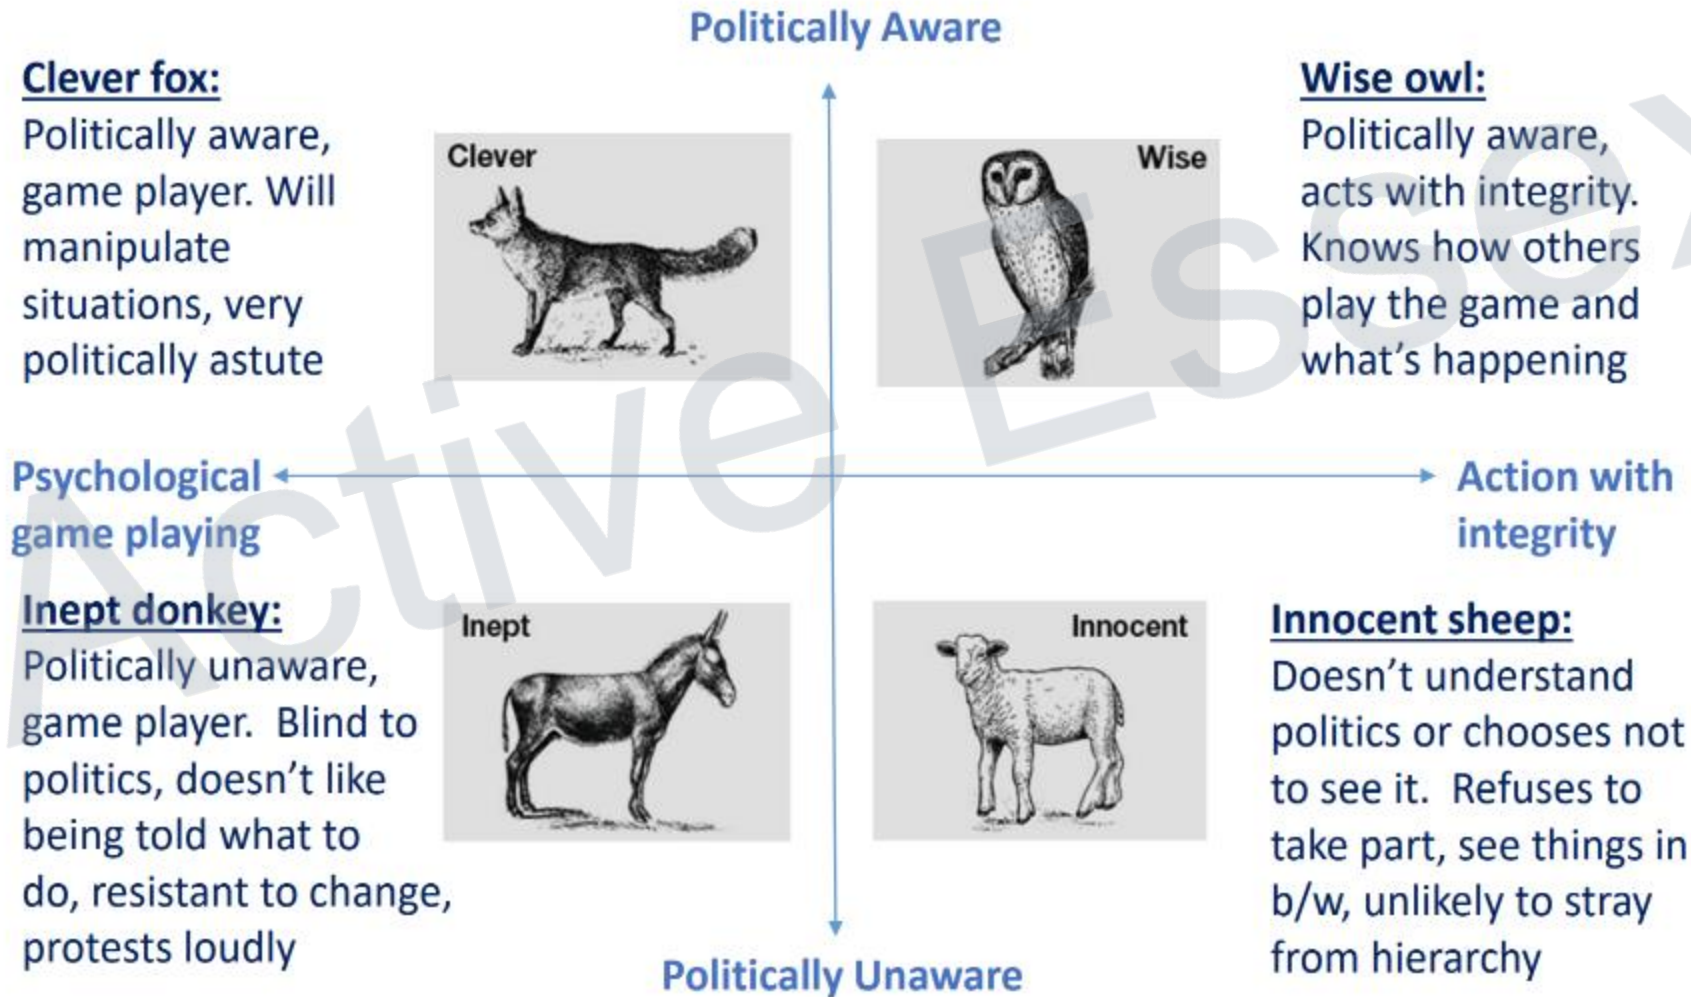 Politically Aware
Clever fox:
Politically aware,
game player. Will
manipulate
situations, very
politically astute
Clever
Wise
Wise owl:
Politically aware,
acts with integrity.
Knows how others
play the game and
what's happening
Psychological
game playing
Action with
integrity
Inept donkey:
Politically unaware,
game player.  Blind to
politics, doesn't like
being told what to
do, resistant to change,
protests loudly
Inept
Innocent
Innocent sheep:
Doesn't understand
politics or chooses not
to see it.  Refuses to
take part, see things in
b/w, unlikely to stray
from hierarchy
Politically Unaware
Active Essex